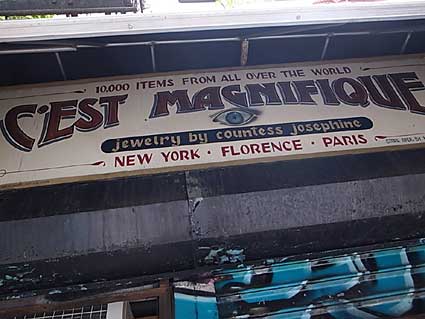 10,000 ITEMS FROM ALL OVER THE WORLD
C'EST MAGNIFIQUE
jewelry by countess josephine
NEW YORK · FLORENCE · PARIS